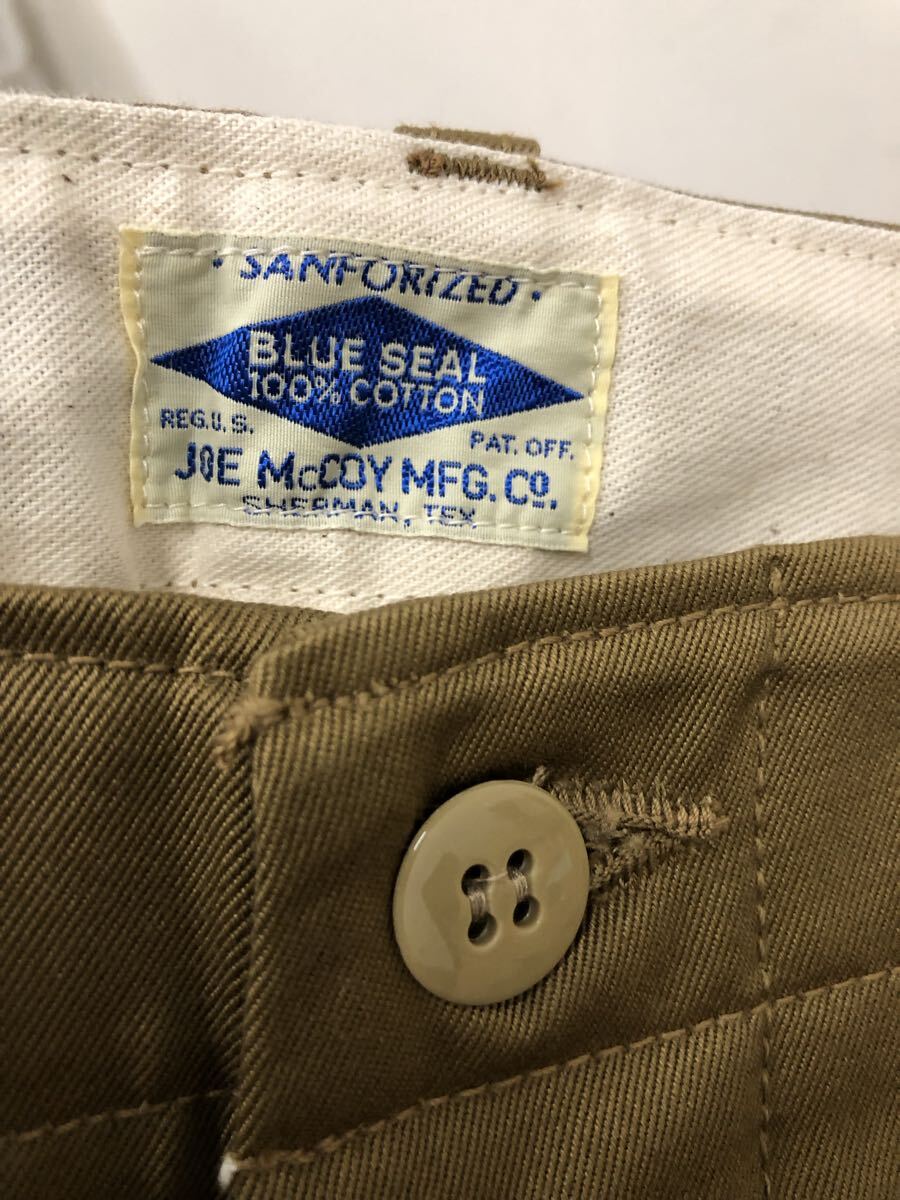 · SANFORIZED ·
BLUE SEAL
100% COTTON
REG. U.S. PAT. OFF.
JOE McCOY MFG. Co.
SHERMAN, TEX